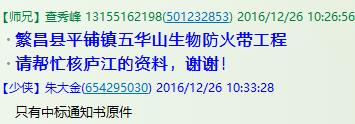 【师兄】查秀峰 13155162198(501232853) 2016/12/26 10:26:56
·繁昌县平铺镇五华山生物防火带工程
·请帮忙核庐江的资料，谢谢！
【少侠】朱大金(654295030) 2016/12/26 10:33:28
只有中标通知书原件